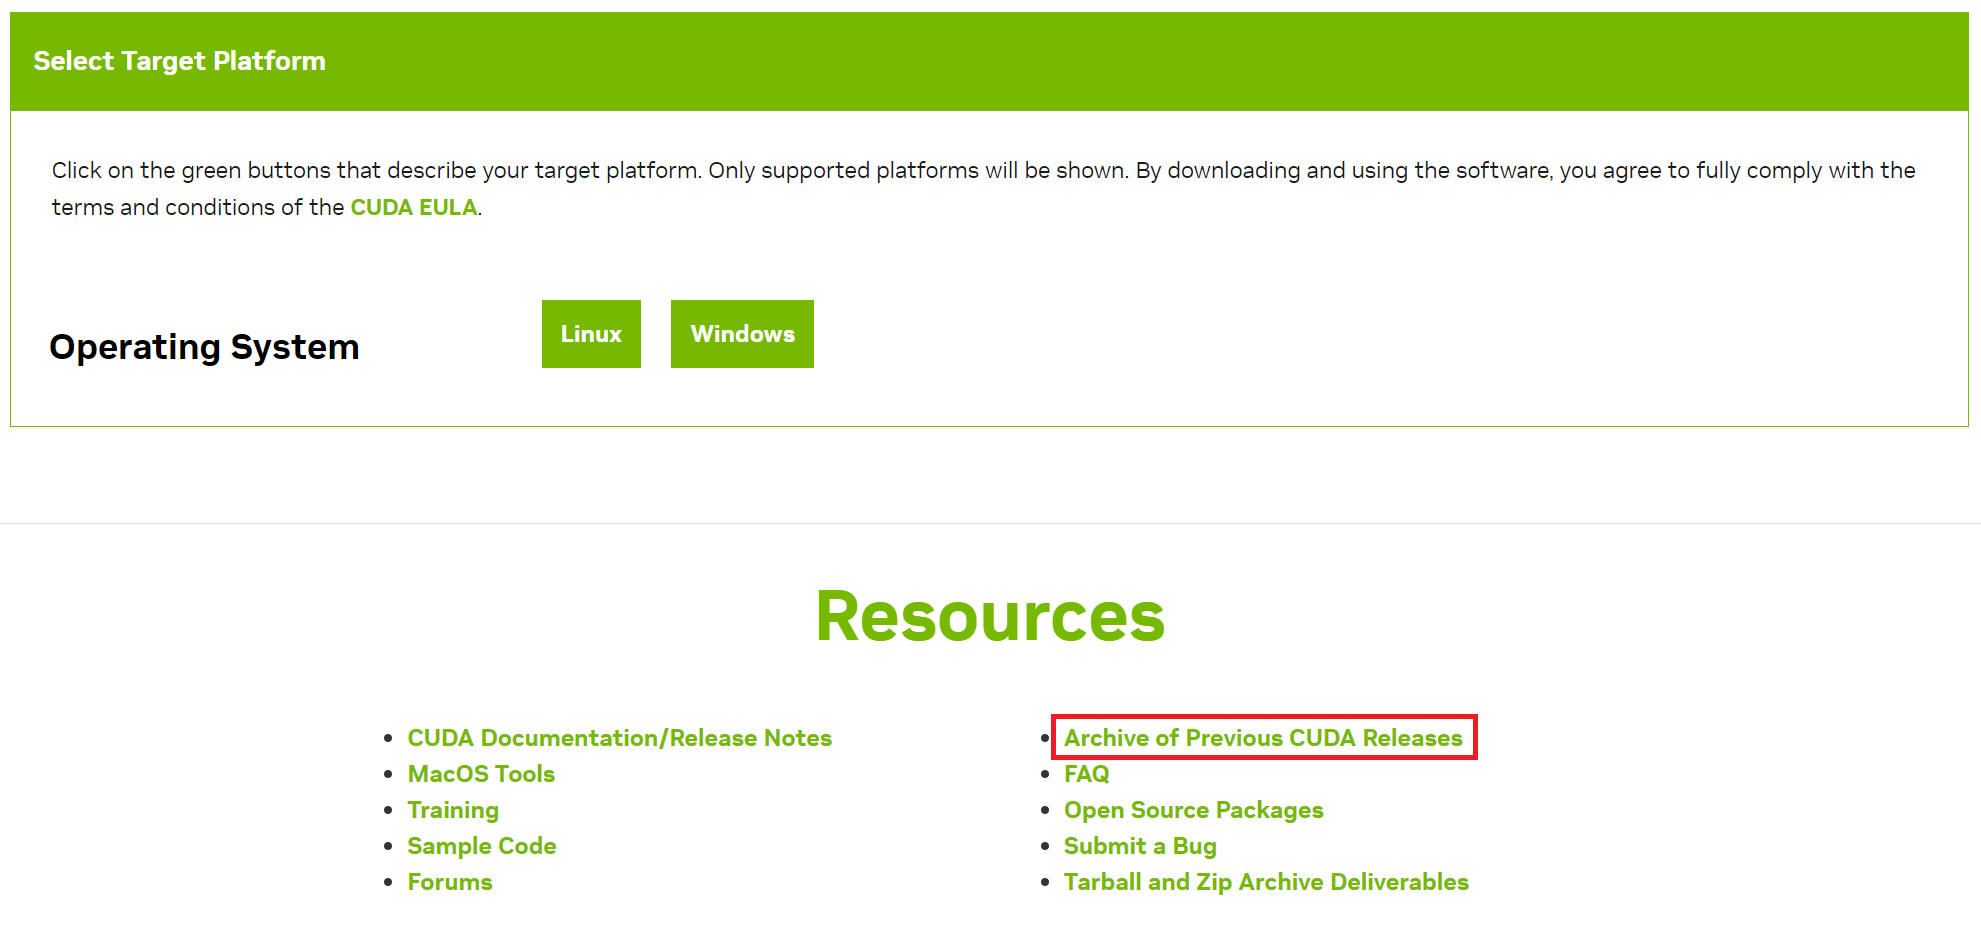 Select Target Platform
Click on the green buttons that describe your target platform. Only supported platforms will be shown. By downloading and using the software, you agree to fully comply with the
terms and conditions of the CUDA EULA.
Operating System
Linux
Windows
Resources
CUDA Documentation/Release Notes
MacOS Tools
Training
Sample Code
Forums
Archive of Previous CUDA Releases
FAQ
Open Source Packages
Submit a Bug
Tarball and Zip Archive Deliverables